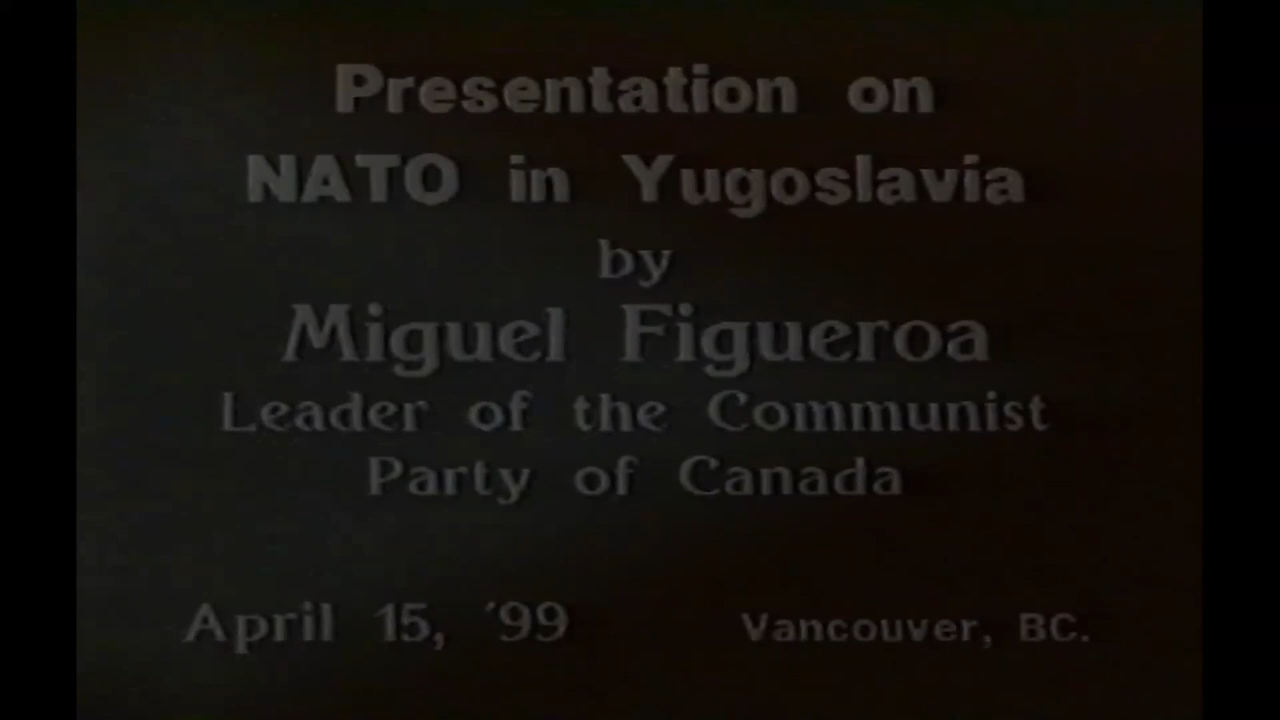 Presentation on
NATO in Yugoslavia
by
Miguel Figueroa
Leader of the Communist
Party of Canada
April 15, '99
Vancouver, BC.